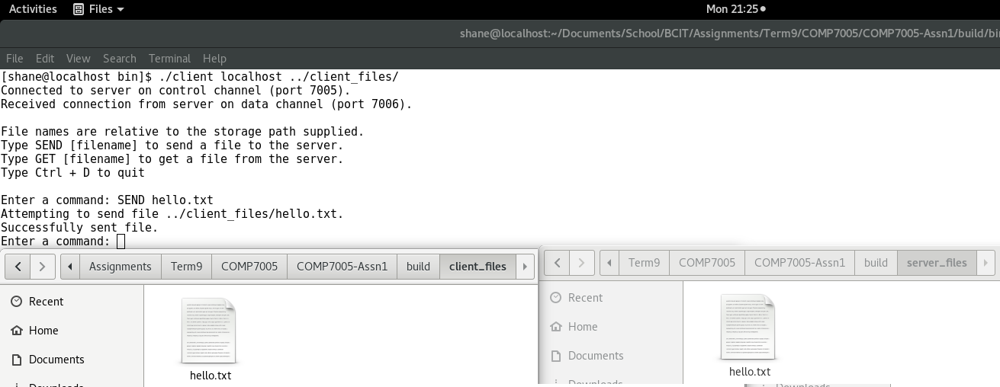 Activities Files Mon 21:25
shane@localhost:~/Documents/School/BCIT/Assignments/Term9/COMP7005/COMP7005-Assn1/build/bi
File Edit View Search Terminal Help
[shane@localhost bin]$ ./client localhost ../client_files/
Connected to server on control channel (port 7005).
Received connection from server on data channel (port 7006).
File names are relative to the storage path supplied.
Type SEND [filename] to send a file to the server.
Type GET [filename] to get a file from the server.
Type Ctrl + D to quit
Enter a command: SEND hello.txt
Attempting to send file ../client_files/hello.txt.
Successfully sent file.
Enter a command:
Assignments Term9 COMP7005 COMP7005-Assn1 build client_files
Recent
Home
Documents
Downloads
hello.txt
Term9 COMP7005 COMP7005-Assn1 build server_files
Recent
Home
Documents
Downloads
hello.txt
Downloads